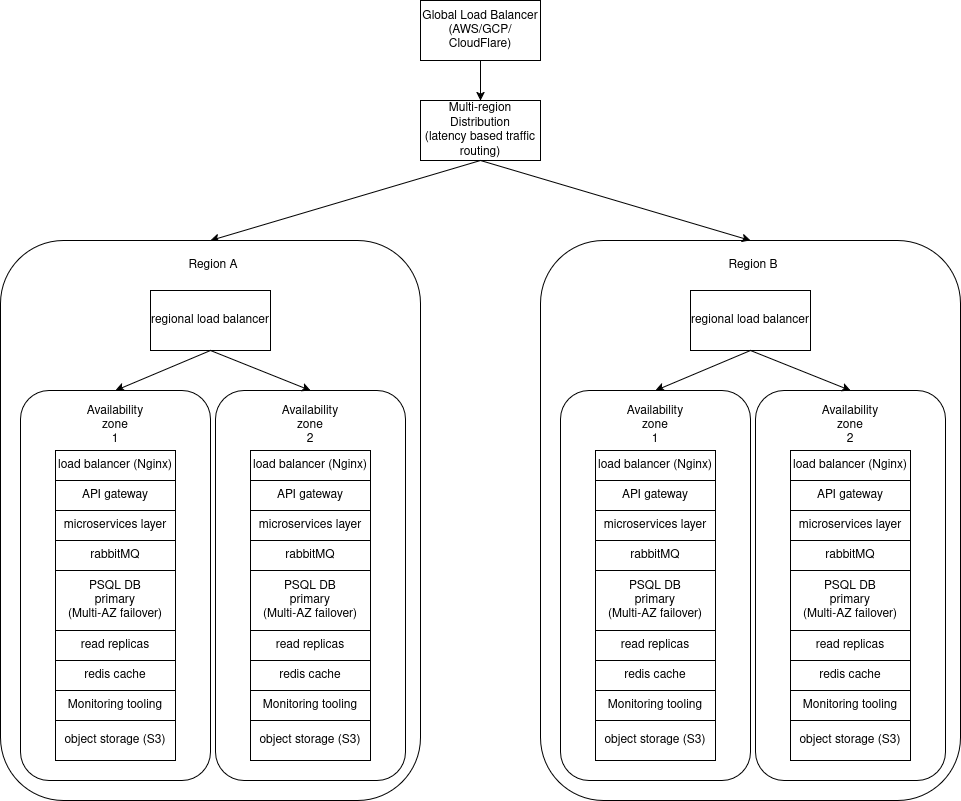 Global Load Balancer
(AWS/GCP/
CloudFlare)
Multi-region
Distribution
(latency based traffic
routing)
Region A
regional load balancer
Availability
zone
1
load balancer (Nginx)
API gateway
microservices layer
rabbitMQ
PSQL DB
primary
(Multi-AZ failover)
read replicas
redis cache
Monitoring tooling
object storage (S3)
Availability
zone
2
load balancer (Nginx)
API gateway
microservices layer
rabbitMQ
PSQL DB
primary
(Multi-AZ failover)
read replicas
redis cache
Monitoring tooling
object storage (S3)
Region B
regional load balancer
Availability
zone
1
load balancer (Nginx)
API gateway
microservices layer
rabbitMQ
PSQL DB
primary
(Multi-AZ failover)
read replicas
redis cache
Monitoring tooling
object storage (S3)
Availability
zone
2
load balancer (Nginx)
API gateway
microservices layer
rabbitMQ
PSQL DB
primary
(Multi-AZ failover)
read replicas
redis cache
Monitoring tooling
object storage (S3)